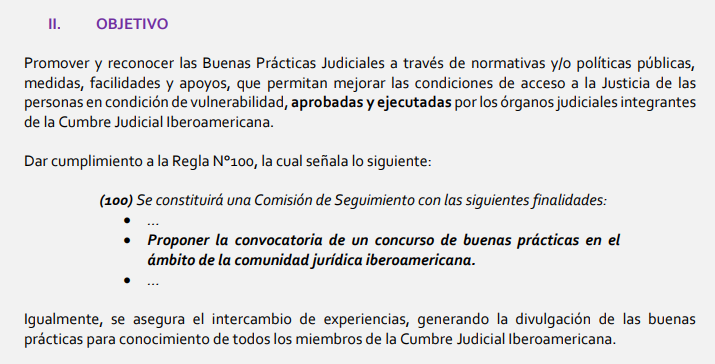 II. OBJETIVO
Promover y reconocer las Buenas Prácticas Judiciales a través de normativas y/o políticas públicas,
medidas, facilidades y apoyos, que permitan mejorar las condiciones de acceso a la Justicia de las
personas en condición de vulnerabilidad, aprobadas y ejecutadas por los órganos judiciales integrantes
de la Cumbre Judicial Iberoamericana.
Dar cumplimiento a la Regla N°100, la cual señala lo siguiente:
(100) Se constituirá una Comisión de Seguimiento con las siguientes finalidades:
• ...
• Proponer la convocatoria de un concurso de buenas prácticas en el
ámbito de la comunidad jurídica iberoamericana.
• ...
Igualmente, se asegura el intercambio de experiencias, generando la divulgación de las buenas
prácticas para conocimiento de todos los miembros de la Cumbre Judicial Iberoamericana.